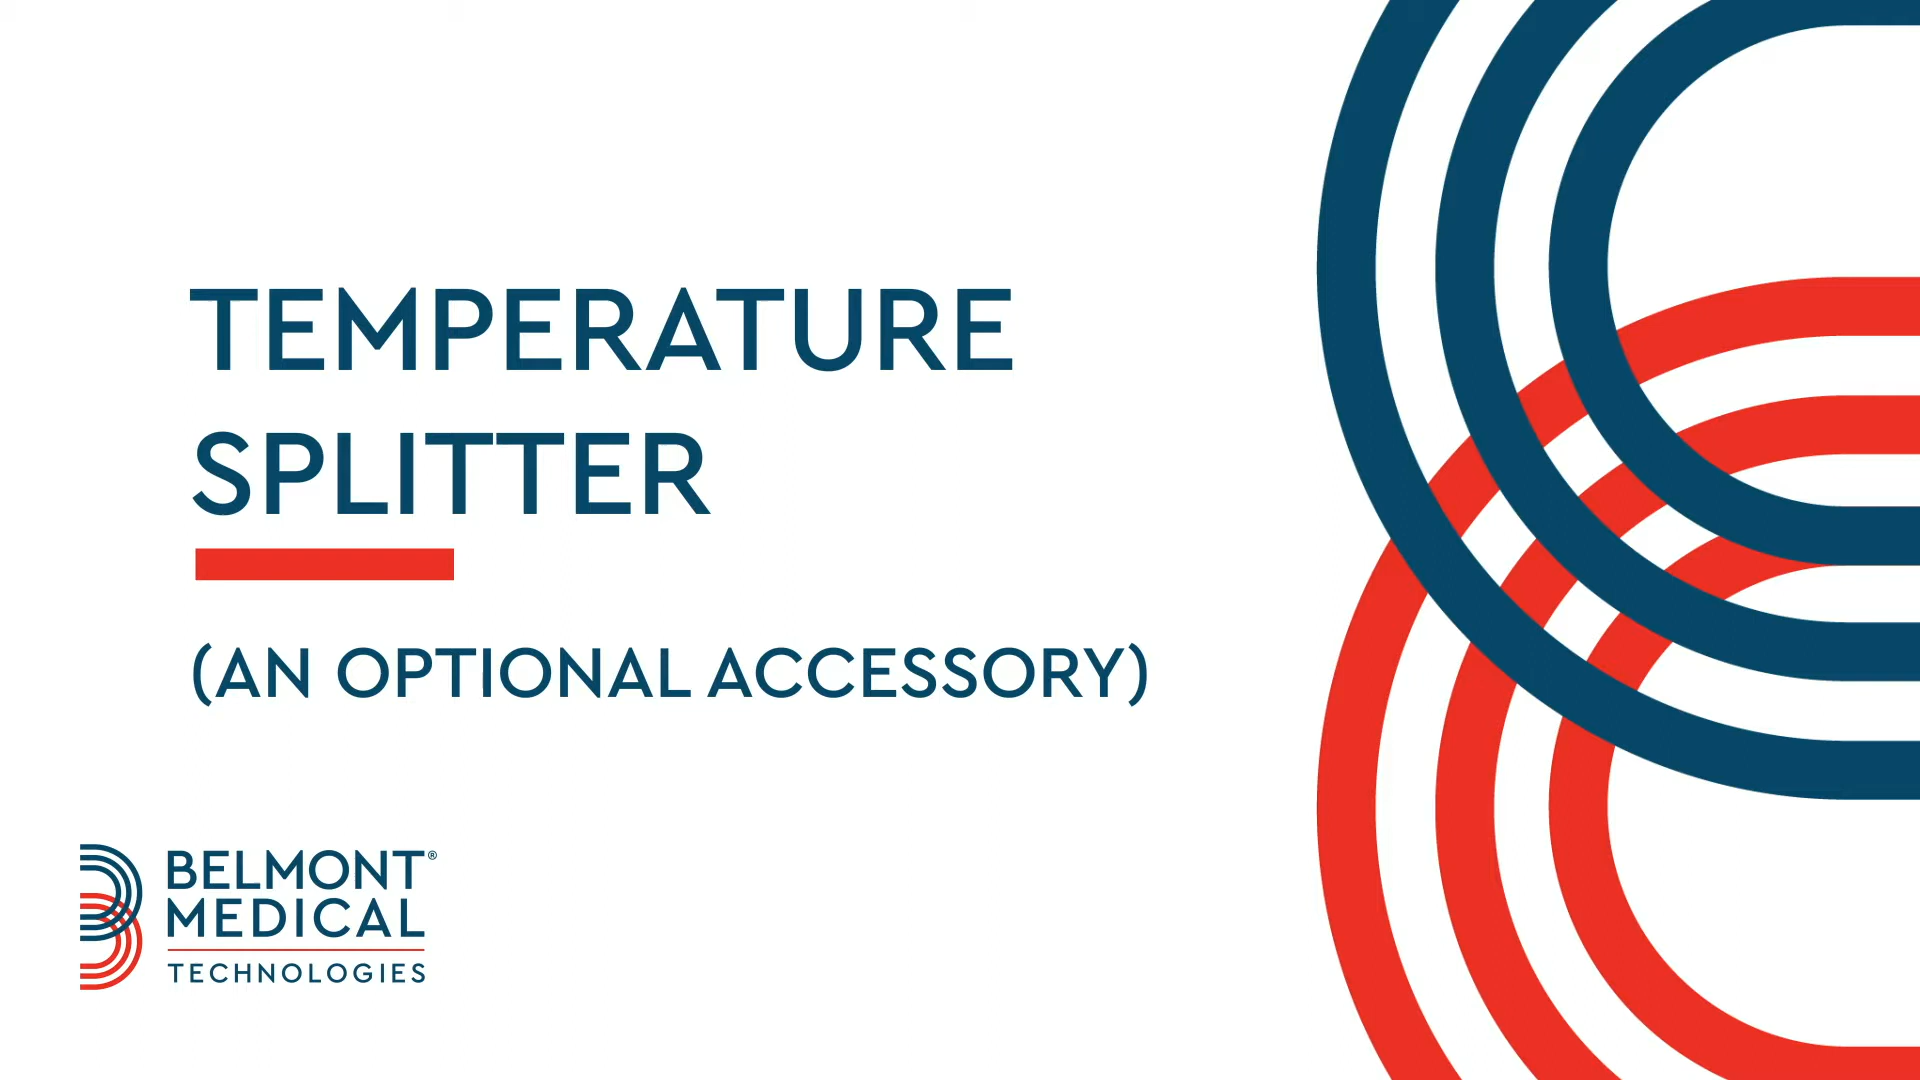 TEMPERATURE
SPLITTER
(AN OPTIONAL ACCESSORY)
BELMONT®
MEDICAL
TECHNOLOGIES